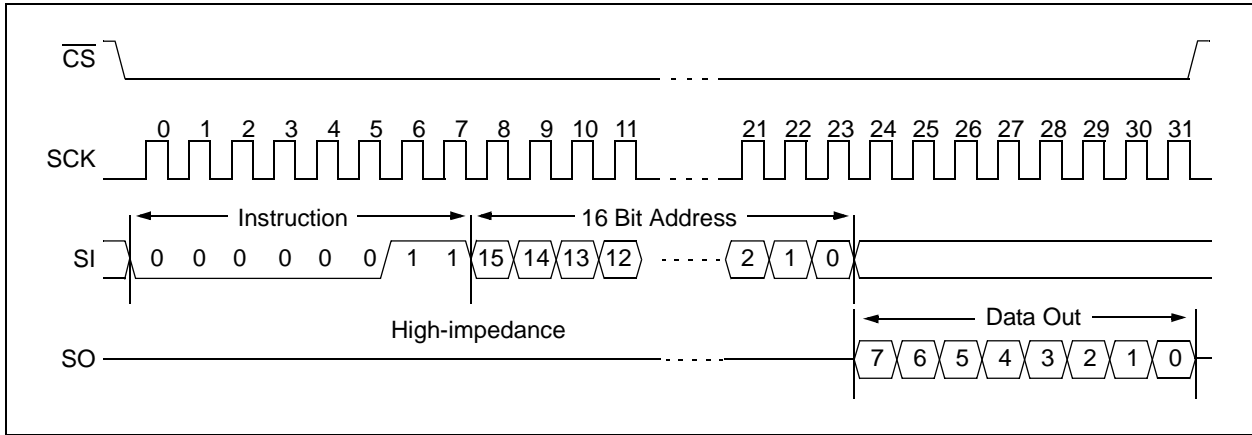 CS
0 1 2 3 4 5 6 7 8 9 10 11 21 22 23 24 25 26 27 28 29 30 31
SCK
Instruction 16 Bit Address
SI 0 0 0 0 0 0 1 1 15 14 13 12 2 1 0
High-impedance Data Out
SO 7 6 5 4 3 2 1 0